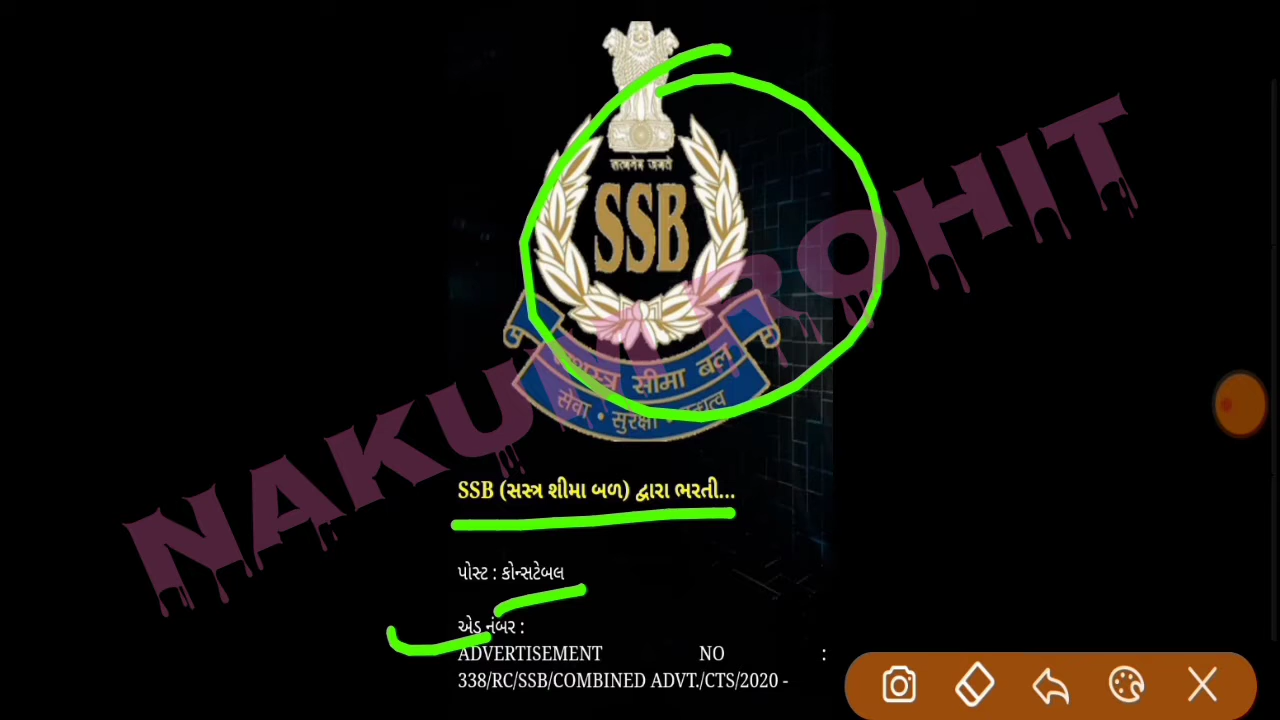 सत्यमेव जयते
SSB
सशस्त्र सीमा बल
सेवा • सुरक्षा • बन्धुत्व
NAKUM ROHIT
SSB (સસ્ત્ર શીમા બળ) દ્વારા ભરતી...
પોસ્ટ : કોન્સટેબલ
એડ નંબર :
ADVERTISEMENT NO :
338/RC/SSB/COMBINED ADVT./CTS/2020 -